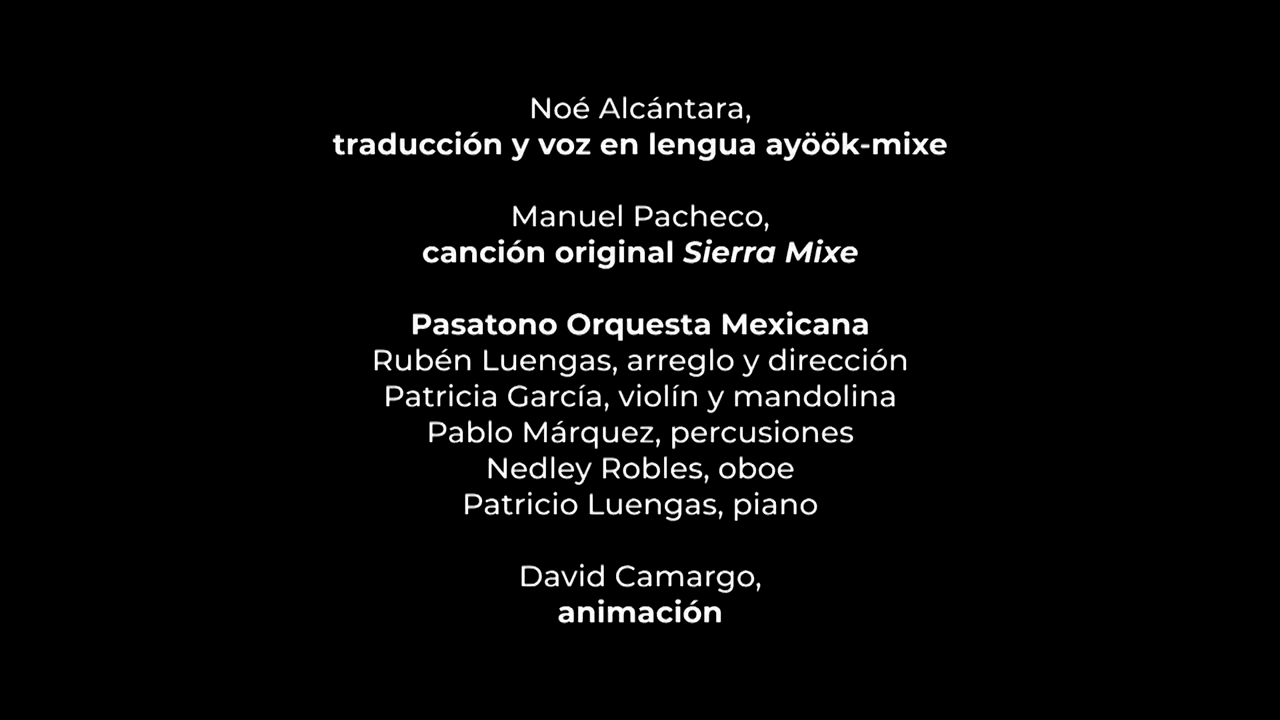 Noé Alcántara,
traducción y voz en lengua ayöök-mixe
Manuel Pacheco,
canción original Sierra Mixe
Pasatono Orquesta Mexicana
Rubén Luengas, arreglo y dirección
Patricia García, violín y mandolina
Pablo Márquez, percusiones
Nedley Robles, oboe
Patricio Luengas, piano
David Camargo,
animación